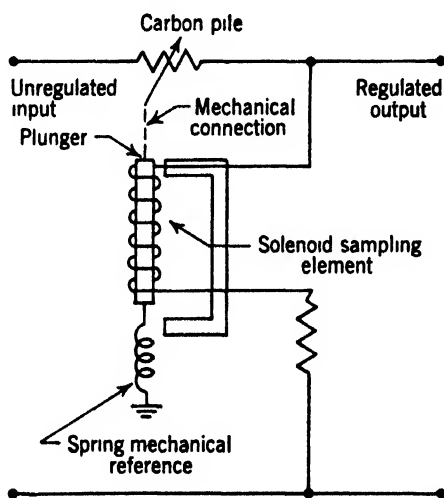 Carbon pile
Unregulated
input
Regulated
output
Mechanical
connection
Plunger
Solenoid sampling
element
Spring mechanical
reference